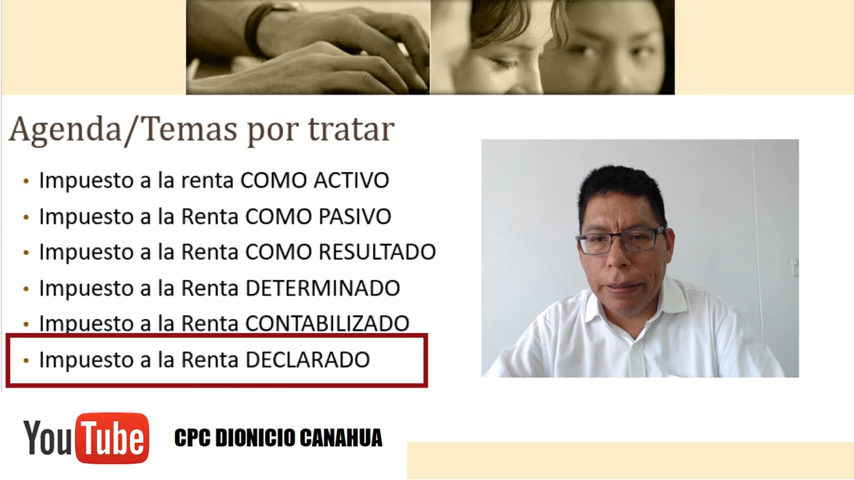 Agenda/Temas por tratar
• Impuesto a la renta COMO ACTIVO
• Impuesto a la Renta COMO PASIVO
• Impuesto a la Renta COMO RESULTADO
• Impuesto a la Renta DETERMINADO
• Impuesto a la Renta CONTABILIZADO
• Impuesto a la Renta DECLARADO
YouTube CPC DIONICIO CANAHUA